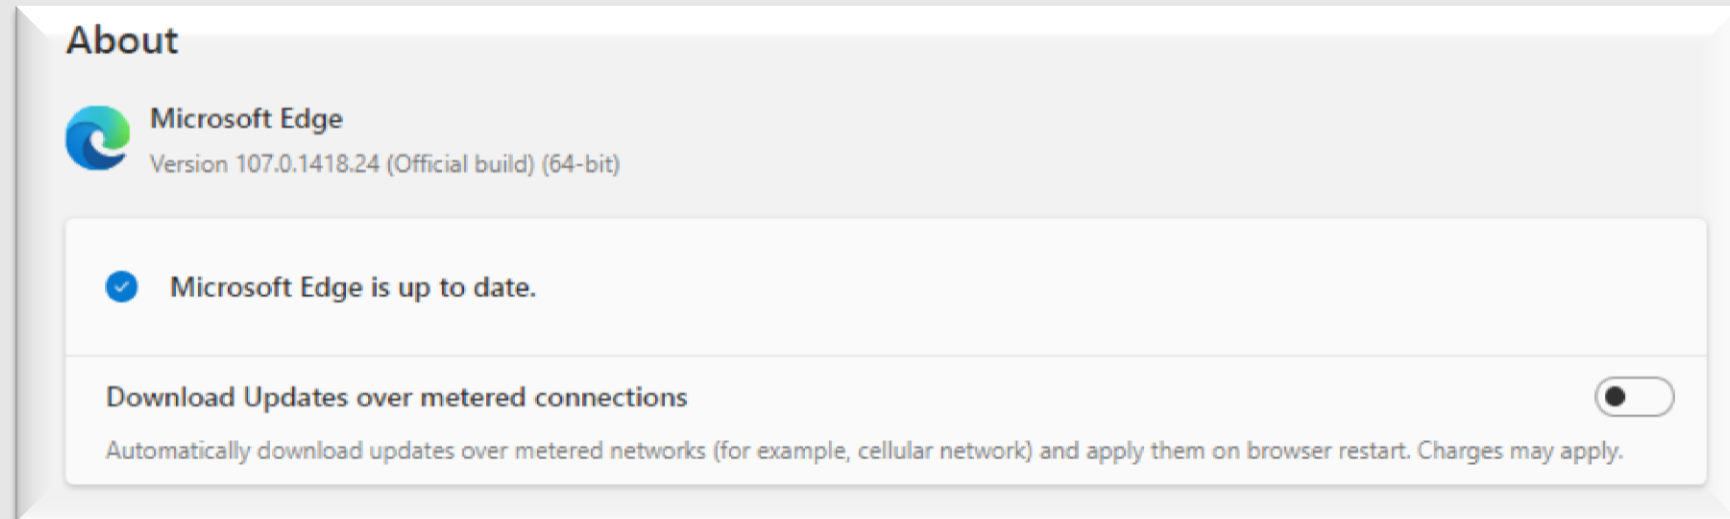 About
Microsoft Edge
Version 107.0.1418.24 (Official build) (64-bit)
Microsoft Edge is up to date.
Download Updates over metered connections
Automatically download updates over metered networks (for example, cellular network) and apply them on browser restart. Charges may apply.